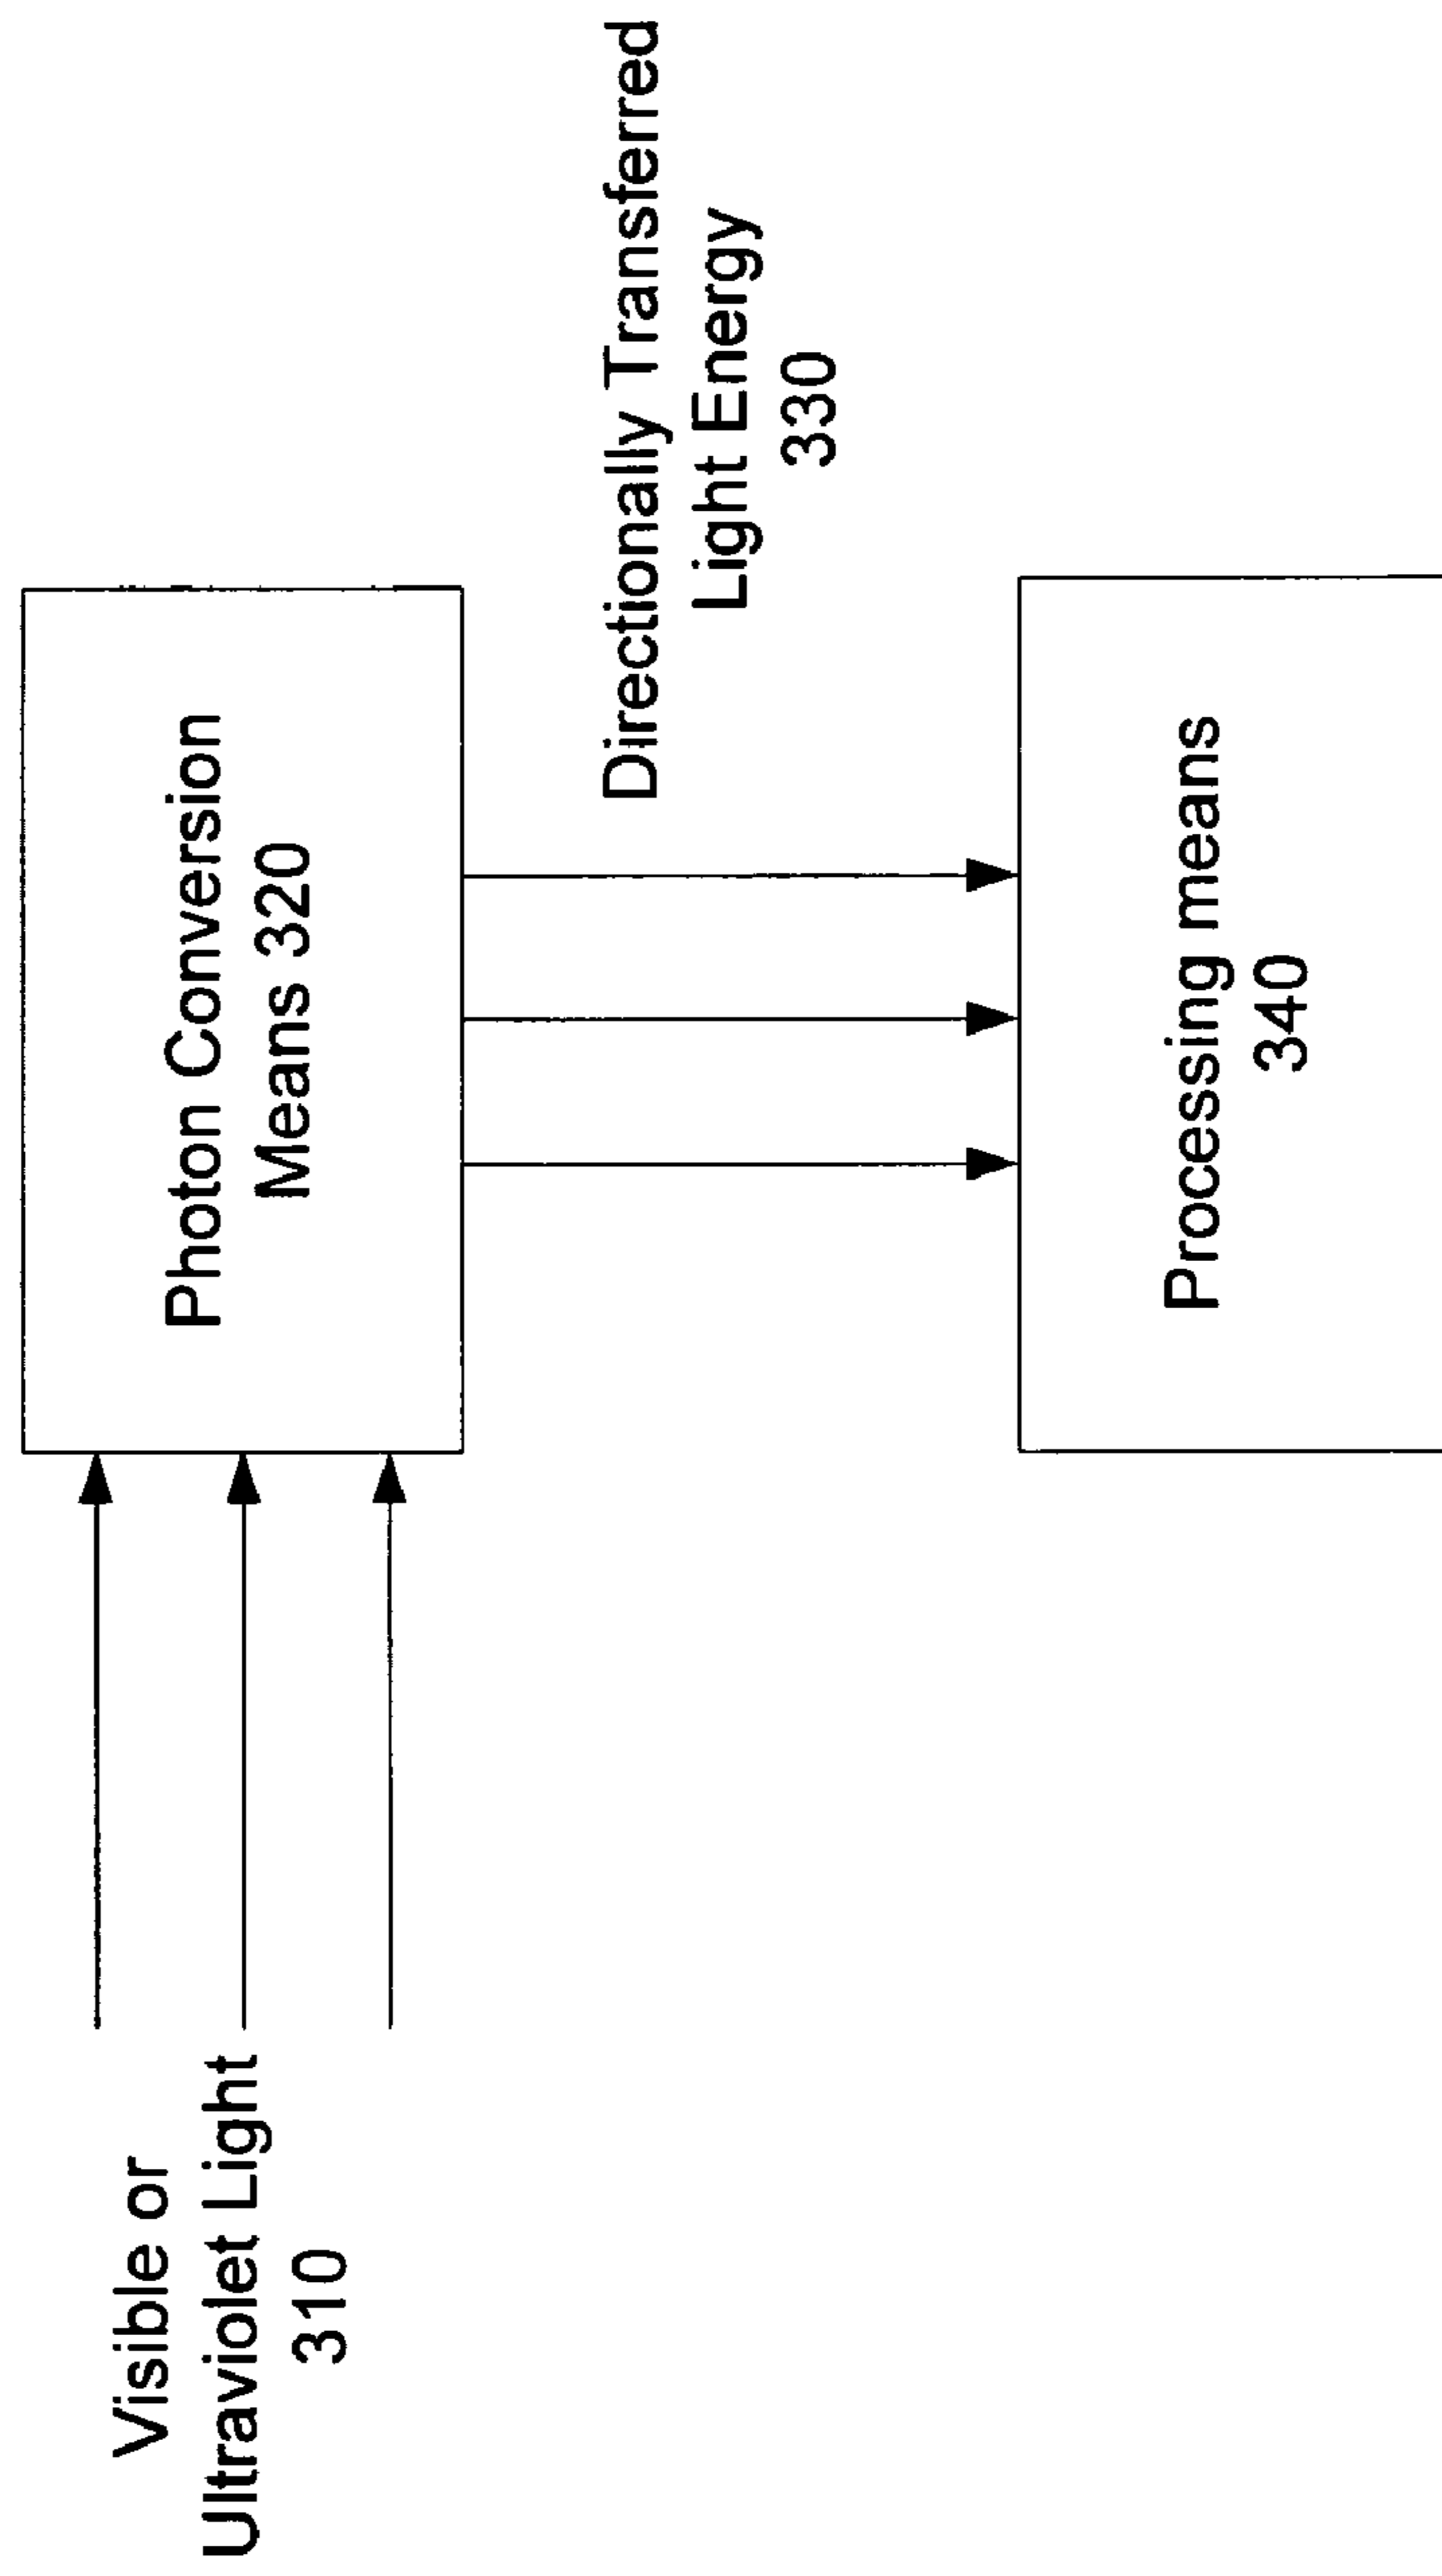 Visible or
Ultraviolet Light
310
Photon Conversion
Means 320
Directionally Transferred
Light Energy
330
Processing means
340